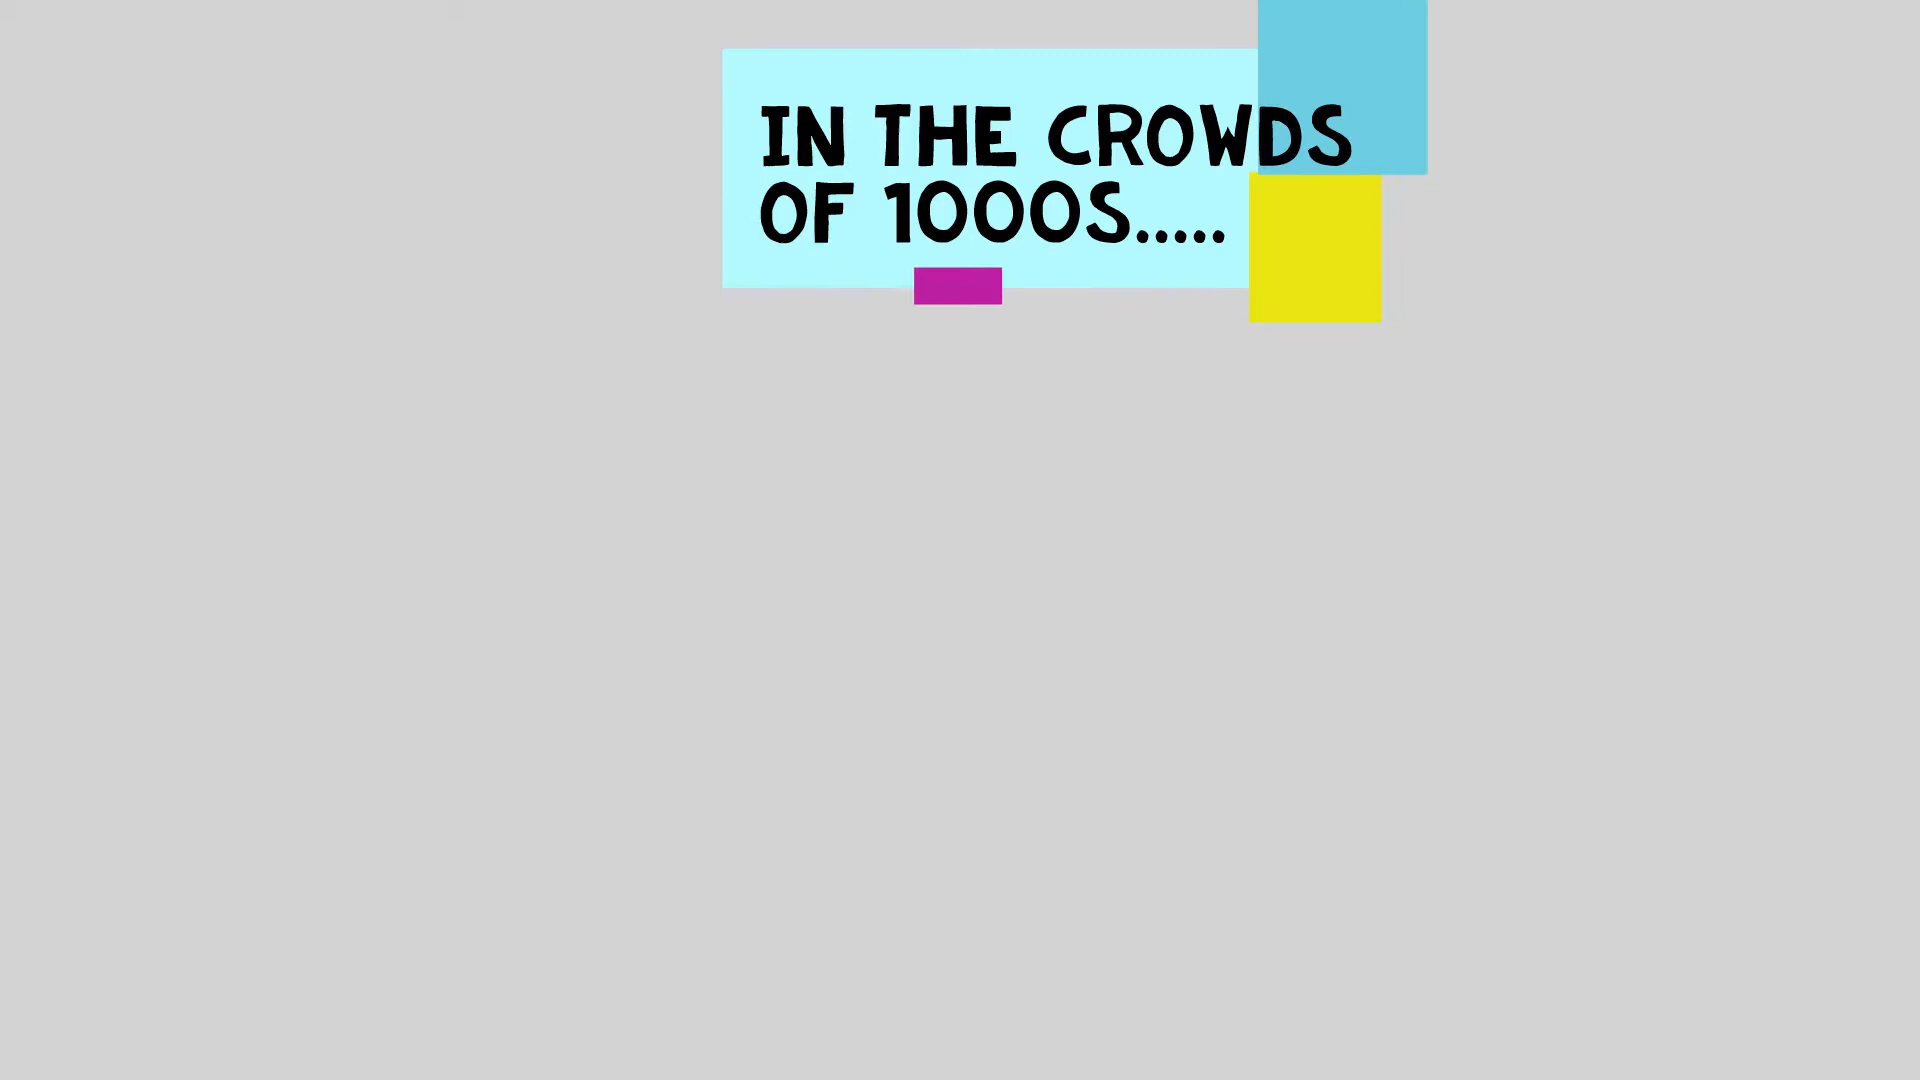 IN THE CROWDS
OF 1000S.....